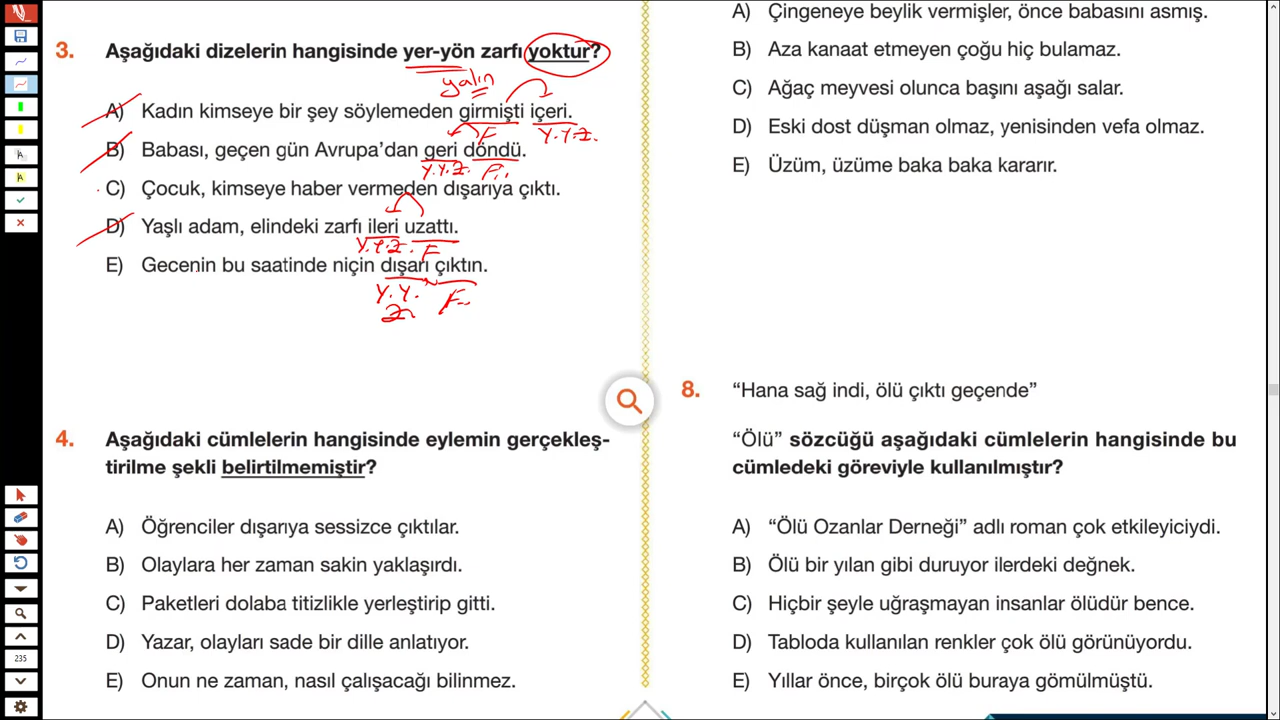 3. Aşağıdaki dizelerin hangisinde yer-yön zarfı yoktur?
yalın
A) Kadın kimseye bir şey söylemeden girmişti içeri.
F Y.Y.Z.
B) Babası, geçen gün Avrupa'dan geri döndü.
Y.Y.Z. F..
C) Çocuk, kimseye haber vermeden dışarıya çıktı.
D) Yaşlı adam, elindeki zarfı ileri uzattı.
Y.Y.Z. F
E) Gecenin bu saatinde niçin dışarı çıktın.
Y.Y. F..
4. Aşağıdaki cümlelerin hangisinde eylemin gerçekleş-
tirilme şekli belirtilmemiştir?
A) Öğrenciler dışarıya sessizce çıktılar.
B) Olaylara her zaman sakin yaklaşırdı.
C) Paketleri dolaba titizlikle yerleştirip gitti.
D) Yazar, olayları sade bir dille anlatıyor.
E) Onun ne zaman, nasıl çalışacağı bilinmez.
A) Çingeneye beylik vermişler, önce babasını asmış.
B) Aza kanaat etmeyen çoğu hiç bulamaz.
C) Ağaç meyvesi olunca başını aşağı salar.
D) Eski dost düşman olmaz, yenisinden vefa olmaz.
E) Üzüm, üzüme baka baka kararır.
8. “Hana sağ indi, ölü çıktı geçende”
“Ölü” sözcüğü aşağıdaki cümlelerin hangisinde bu
cümledeki göreviyle kullanılmıştır?
A) “Ölü Ozanlar Derneği” adlı roman çok etkileyiciydi.
B) Ölü bir yılan gibi duruyor ilerdeki değnek.
C) Hiçbir şeyle uğraşmayan insanlar ölüdür bence.
D) Tabloda kullanılan renkler çok ölü görünüyordu.
E) Yıllar önce, birçok ölü buraya gömülmüştü.
235